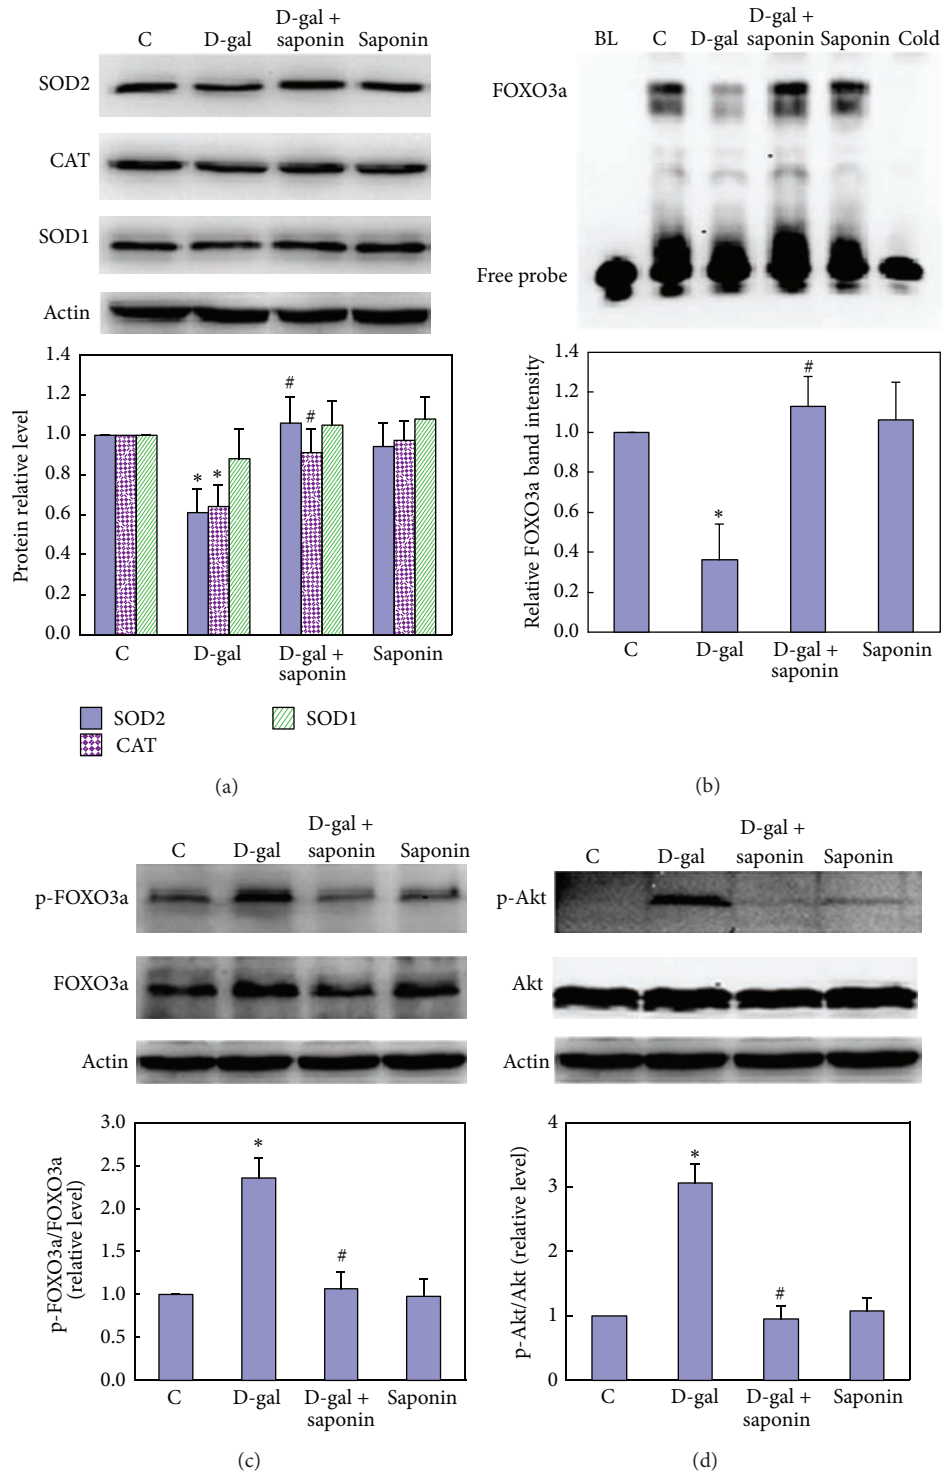 D-gal +
C D-gal saponin Saponin
SOD2
CAT
SOD1
Actin
1.4
1.2
1.0
0.8
0.6
0.4
0.2
0.0
Protein relative level
* * # #
C D-gal D-gal + Saponin
saponin
SOD2 SOD1
CAT
(a)
D-gal +
BL C D-gal saponin Saponin Cold
FOXO3a
Free probe
1.4
1.2
1.0
0.8
0.6
0.4
0.2
0.0
Relative FOXO3a band intensity
* #
C D-gal D-gal + Saponin
saponin
(b)
D-gal +
C D-gal saponin Saponin
p-FOXO3a
FOXO3a
Actin
3.0
2.5
2.0
1.5
1.0
0.5
0.0
p-FOXO3a/FOXO3a
(relative level)
* #
C D-gal D-gal + Saponin
saponin
(c)
D-gal +
C D-gal saponin Saponin
p-Akt
Akt
Actin
4
3
2
1
0
p-Akt/Akt (relative level)
* #
C D-gal D-gal + Saponin
saponin
(d)